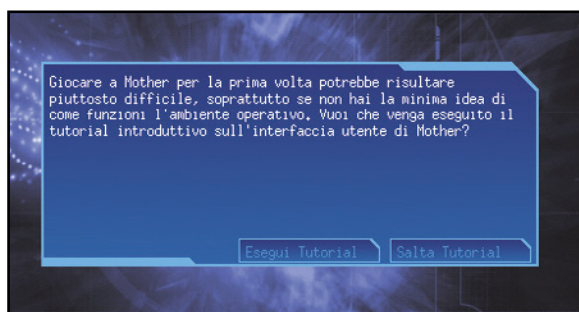 Giocare a Mother per la prima volta potrebbe risultare
piuttosto difficile, soprattutto se non hai la minima idea di
come funzioni l'ambiente operativo. Vuoi che venga eseguito il
tutorial introduttivo sull'interfaccia utente di Mother?
Esegui Tutorial Salta Tutorial